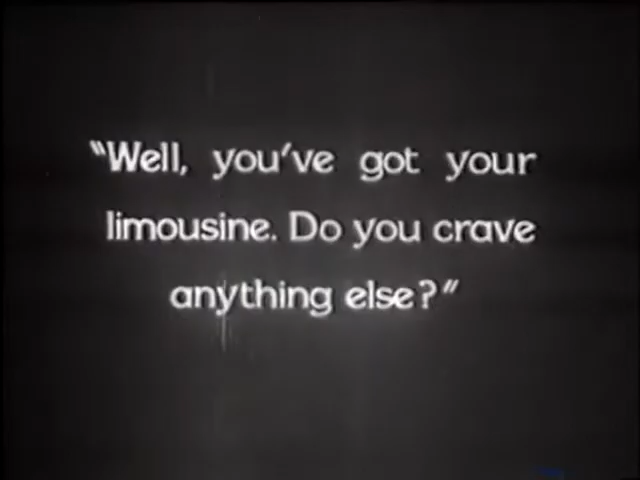 "Well, you've got your
limousine. Do you crave
anything else?"